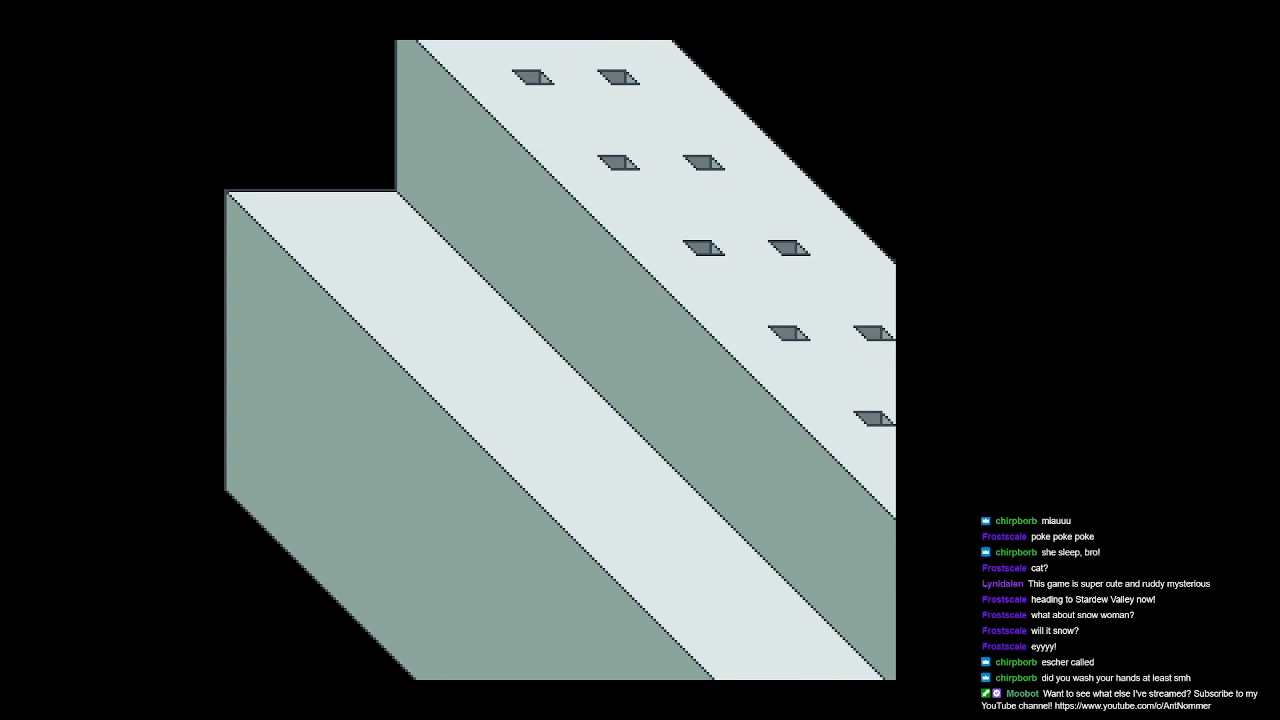 chirpborb miauuu
Frostscale poke poke poke
chirpborb she sleep, bro!
Frostscale cat?
Lynidalen This game is super cute and ruddy mysterious
Frostscale heading to Stardew Valley now!
Frostscale what about snow woman?
Frostscale will it snow?
Frostscale eyyyy!
chirpborb escher called
chirpborb did you wash your hands at least smh
Moobot Want to see what else I've streamed? Subscribe to my
YouTube channel! https://www.youtube.com/c/AntNommer